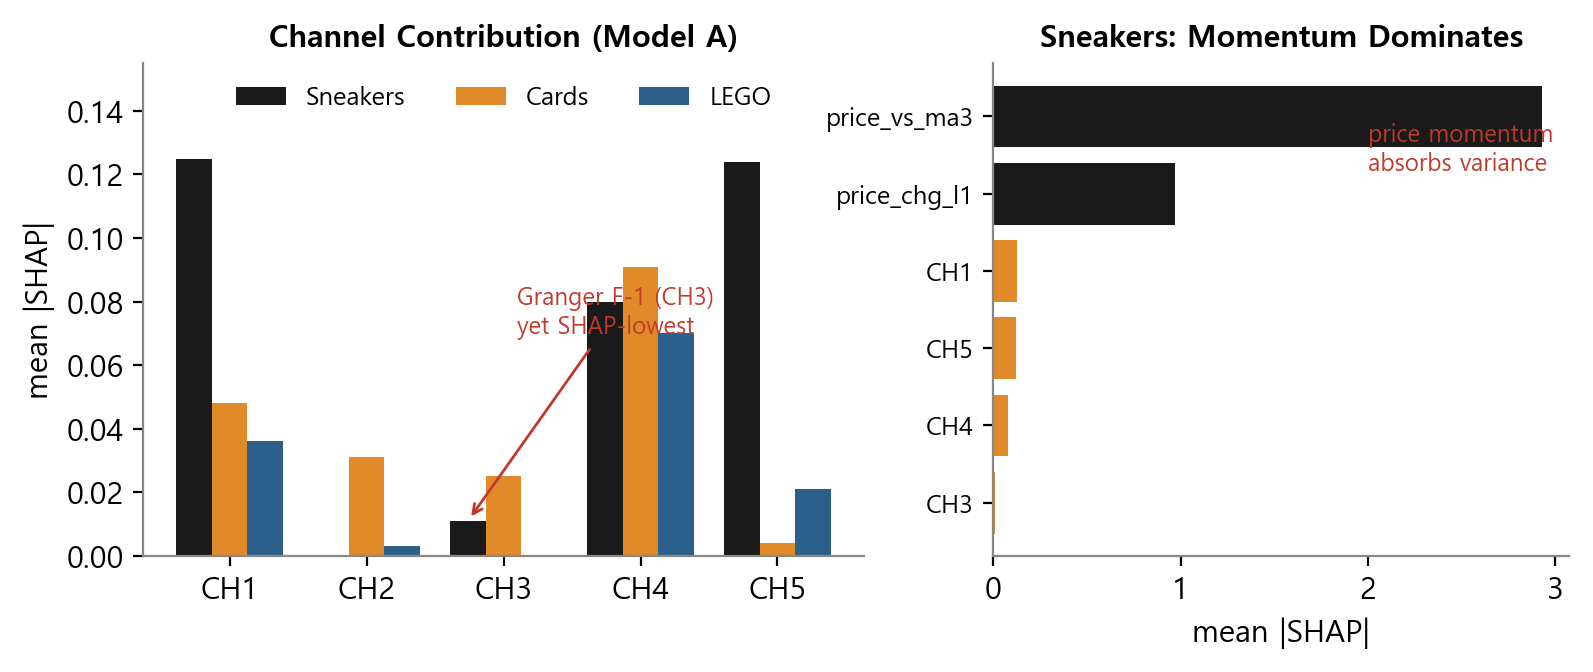 Channel Contribution (Model A)
Sneakers
Cards
LEGO
mean |SHAP|
0.14
0.12
0.10
0.08
0.06
0.04
0.02
0.00
Granger F-1 (CH3)
yet SHAP-lowest
CH1
CH2
CH3
CH4
CH5
Sneakers: Momentum Dominates
price_vs_ma3
price_chg_l1
CH1
CH5
CH4
CH3
price momentum
absorbs variance
0
1
2
3
mean |SHAP|